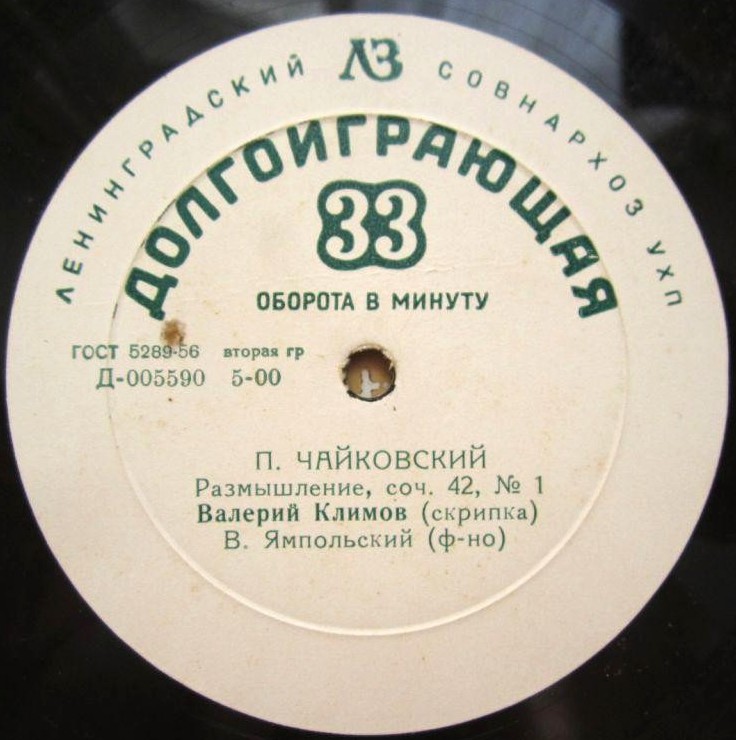 ЛЕНИНГРАДСКИЙ ЛЗ СОВНАРХОЗ УХП
ДОЛГОИГРАЮЩАЯ
33
ОБОРОТА В МИНУТУ
ГОСТ 5289-56 вторая гр
Д-005590 5-00
П. ЧАЙКОВСКИЙ
Размышление, соч. 42, № 1
Валерий Климов (скрипка)
В. Ямпольский (ф-но)